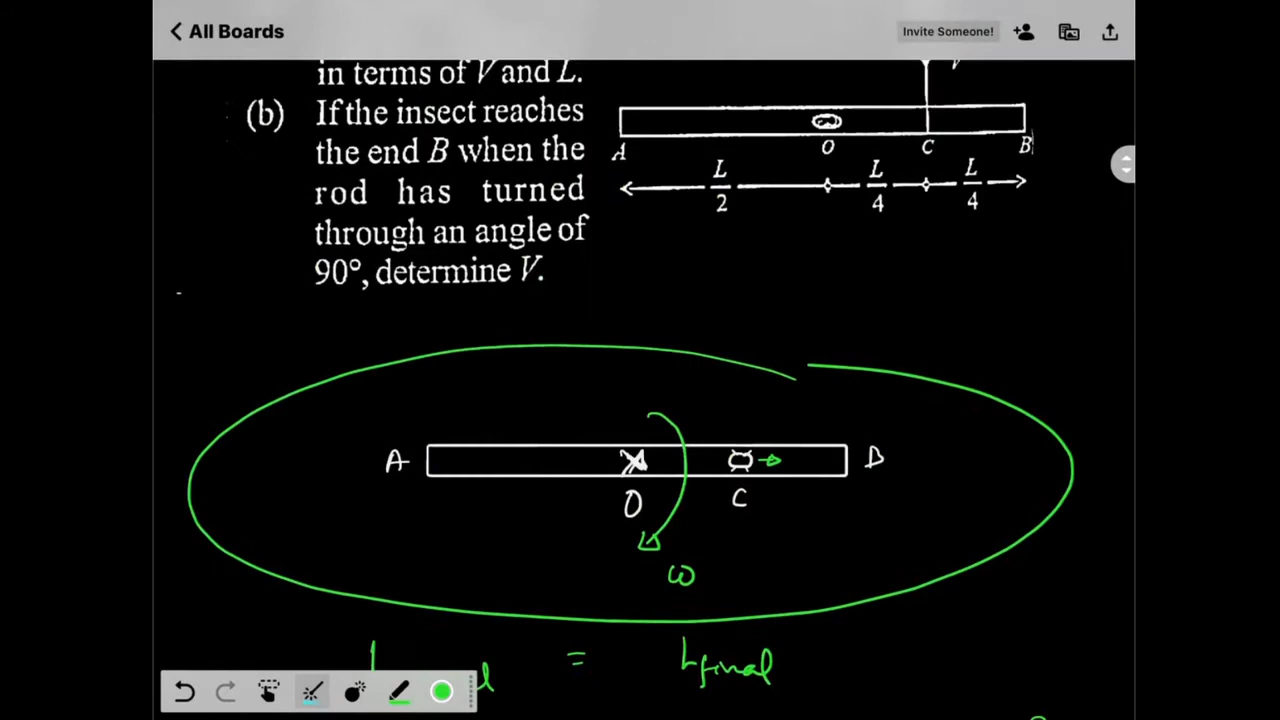 All Boards
Invite Someone!
in terms of V and L.
(b) If the insect reaches
the end B when the
rod has turned
through an angle of
90°, determine V.
A O C B
L/2 L/4 L/4
A B
O C
ω
= Lfinal